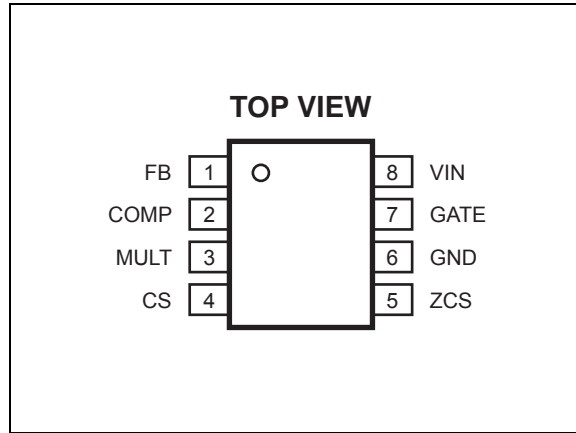 TOP VIEW
FB 1 8 VIN
COMP 2 7 GATE
MULT 3 6 GND
CS 4 5 ZCS